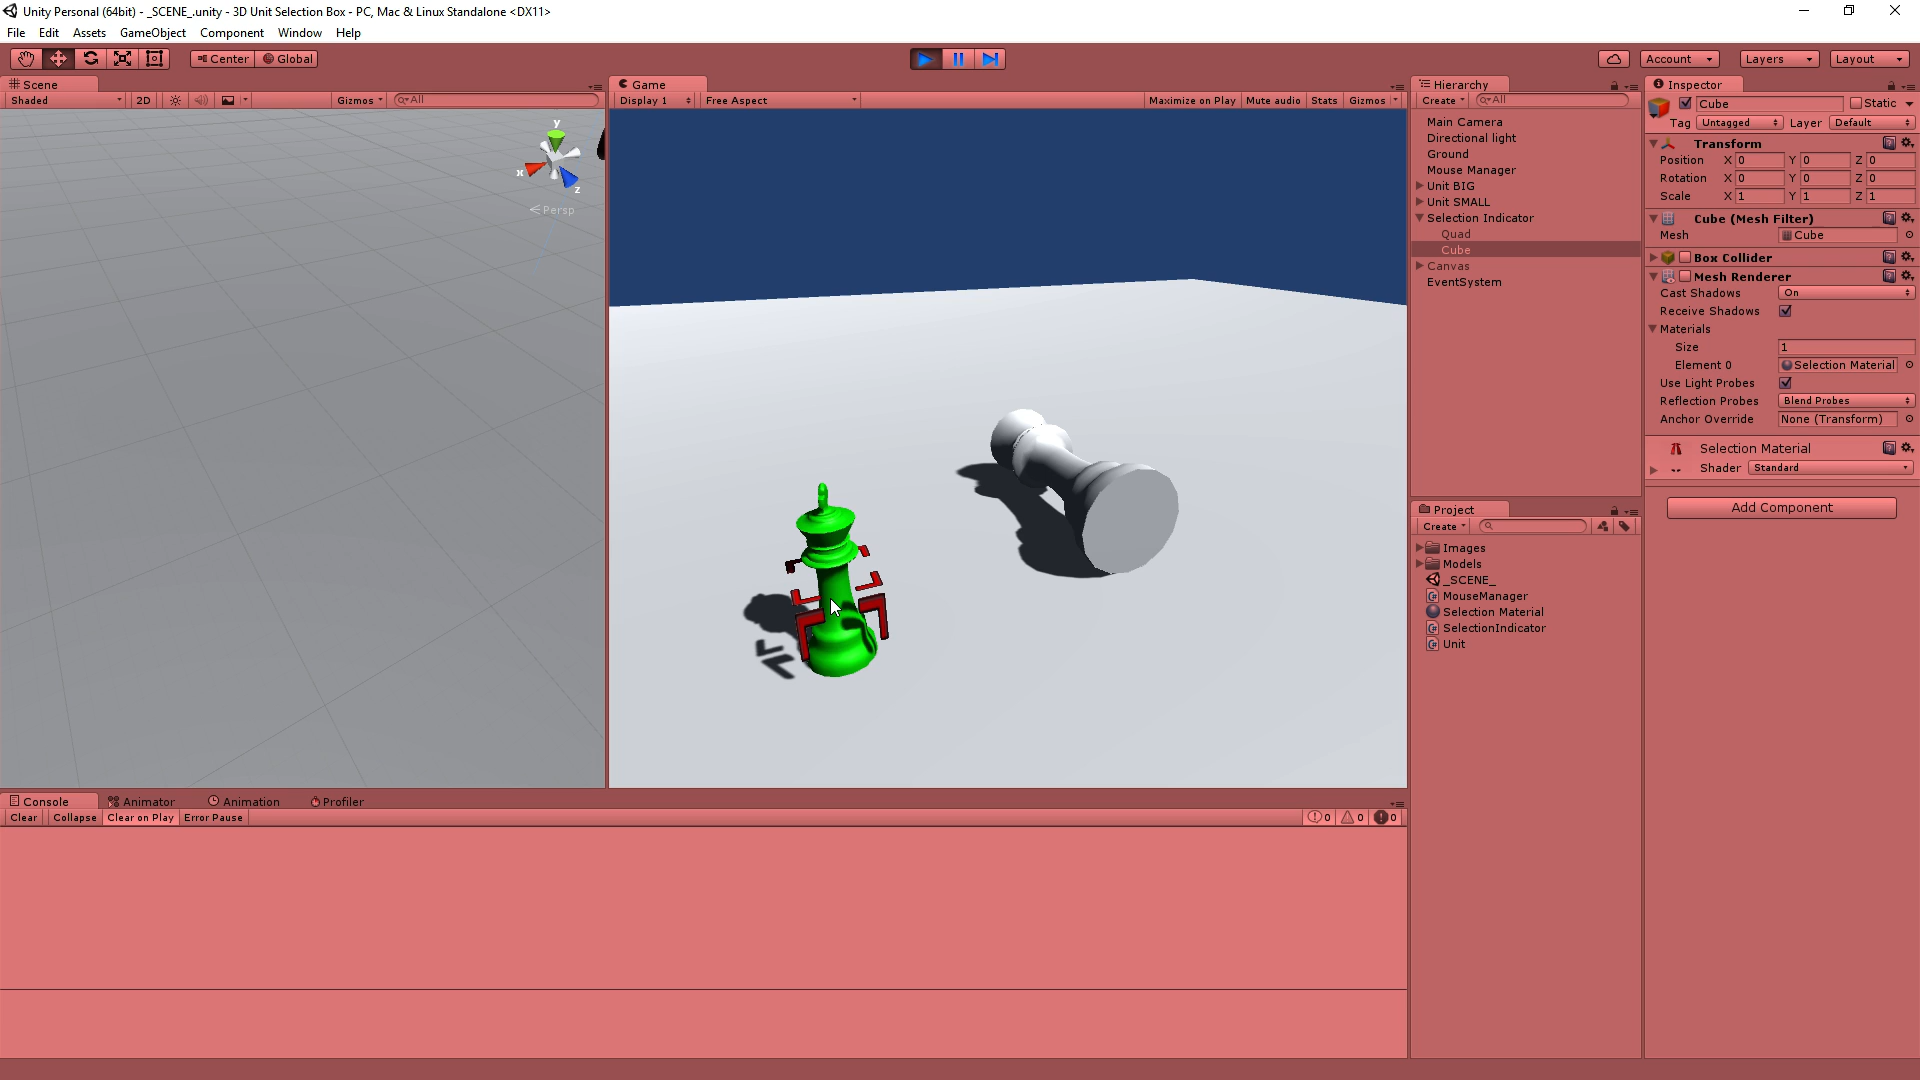 Unity Personal (64bit) - _SCENE_.unity - 3D Unit Selection Box - PC, Mac & Linux Standalone <DX11>
File Edit Assets GameObject Component Window Help
Center Global
Account Layers Layout
Scene
Shaded 2D Gizmos All
y
x
z
Persp
Game
Display 1 Free Aspect Maximize on Play Mute audio Stats Gizmos
Hierarchy
Create All
Main Camera
Directional light
Ground
Mouse Manager
Unit BIG
Unit SMALL
Selection Indicator
Quad
Cube
Canvas
EventSystem
Project
Create
Images
Models
_SCENE_
MouseManager
Selection Material
SelectionIndicator
Unit
Inspector
Cube Static
Tag Untagged Layer Default
Transform
Position X 0 Y 0 Z 0
Rotation X 0 Y 0 Z 0
Scale X 1 Y 1 Z 1
Cube (Mesh Filter)
Mesh Cube
Box Collider
Mesh Renderer
Cast Shadows On
Receive Shadows
Materials
Size 1
Element 0 Selection Material
Use Light Probes
Reflection Probes Blend Probes
Anchor Override None (Transform)
Selection Material
Shader Standard
Add Component
Console Animator Animation Profiler
Clear Collapse Clear on Play Error Pause 0 0 0